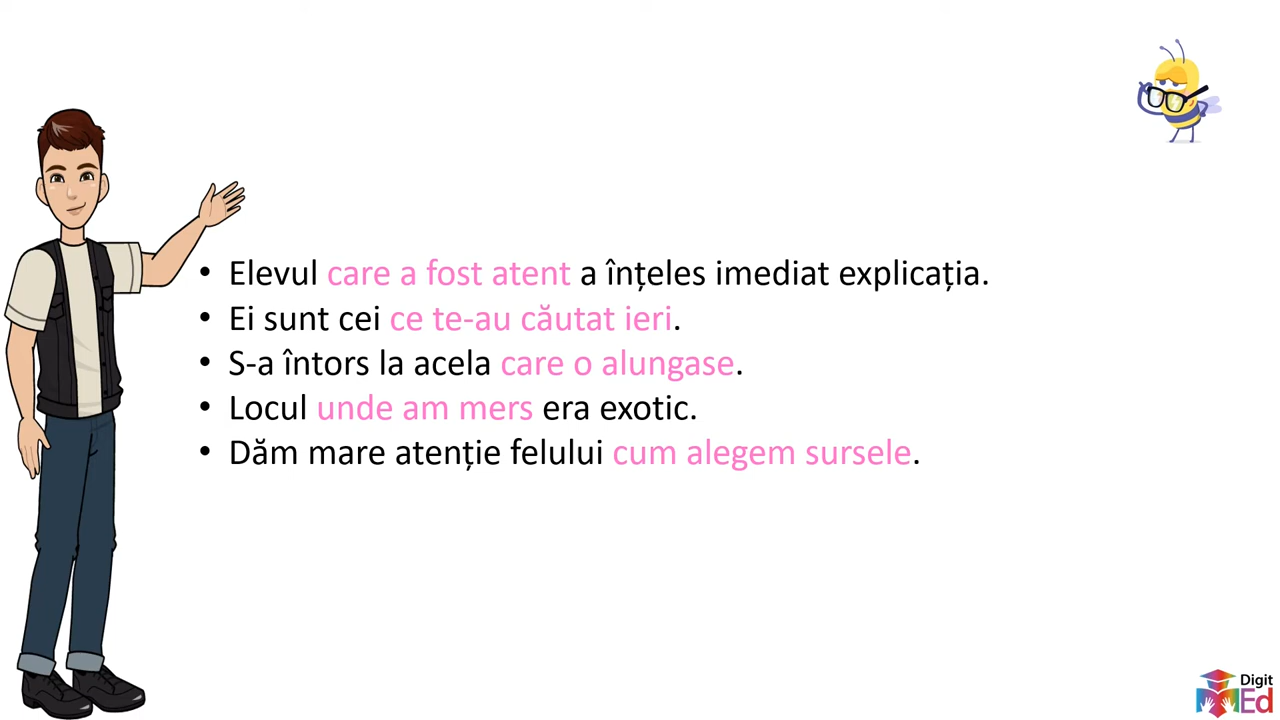 • Elevul care a fost atent a înțeles imediat explicația.
• Ei sunt cei ce te-au căutat ieri.
• S-a întors la acela care o alungase.
• Locul unde am mers era exotic.
• Dăm mare atenție felului cum alegem sursele.
Digit
Ed